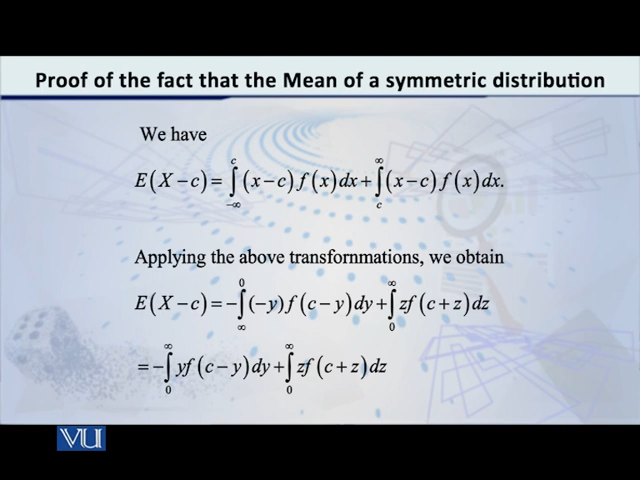 Proof of the fact that the Mean of a symmetric distribution
We have
E(X−c)=∫_{−∞}^{c}(x−c)f(x)dx+∫_{c}^{∞}(x−c)f(x)dx.
Applying the above transfornmations, we obtain
E(X−c)=−∫_{∞}^{0}(−y)f(c−y)dy+∫_{0}^{∞}zf(c+z)dz
=−∫_{0}^{∞}yf(c−y)dy+∫_{0}^{∞}zf(c+z)dz
VU